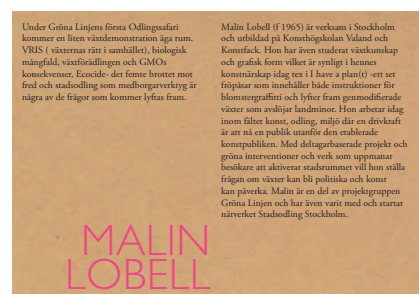 Under Gröna Linjens första Odlingssafari
kommer en liten växtdemonstration äga rum.
VRIS ( växternas rätt i samhället), biologisk
mångfald, växtförädlingen och GMOs
konsekvenser, Ecocide- det femte brottet mot
fred och stadsodling som medborgarverktyg är
några av de frågor som kommer lyftas fram.
Malin Lobell (f 1965) är verksam i Stockholm
och utbildad på Konsthögskolan Valand och
Konstfack. Hon har även studerat växtkunskap
och grafisk form vilket är synligt i hennes
konstnärskap idag tex i I have a plan(t) -ett set
fröpåsar som innehåller både instruktioner för
blomstergraffitti och lyfter fram genmodifierade
växter som avslöjar landminor. Hon arbetar idag
inom fältet konst, odling, miljö där en drivkraft
är att nå en publik utanför den etablerade
konstpubliken. Med deltagarbaserade projekt och
gröna interventioner och verk som uppmanar
besökare att aktiverar stadsrummet vill hon ställa
frågan om växter kan bli politiska och konst
kan påverka. Malin är en del av projektgruppen
Gröna Linjen och har även varit med och startat
nätverket Stadsodling Stockholm.
MALIN
LOBELL